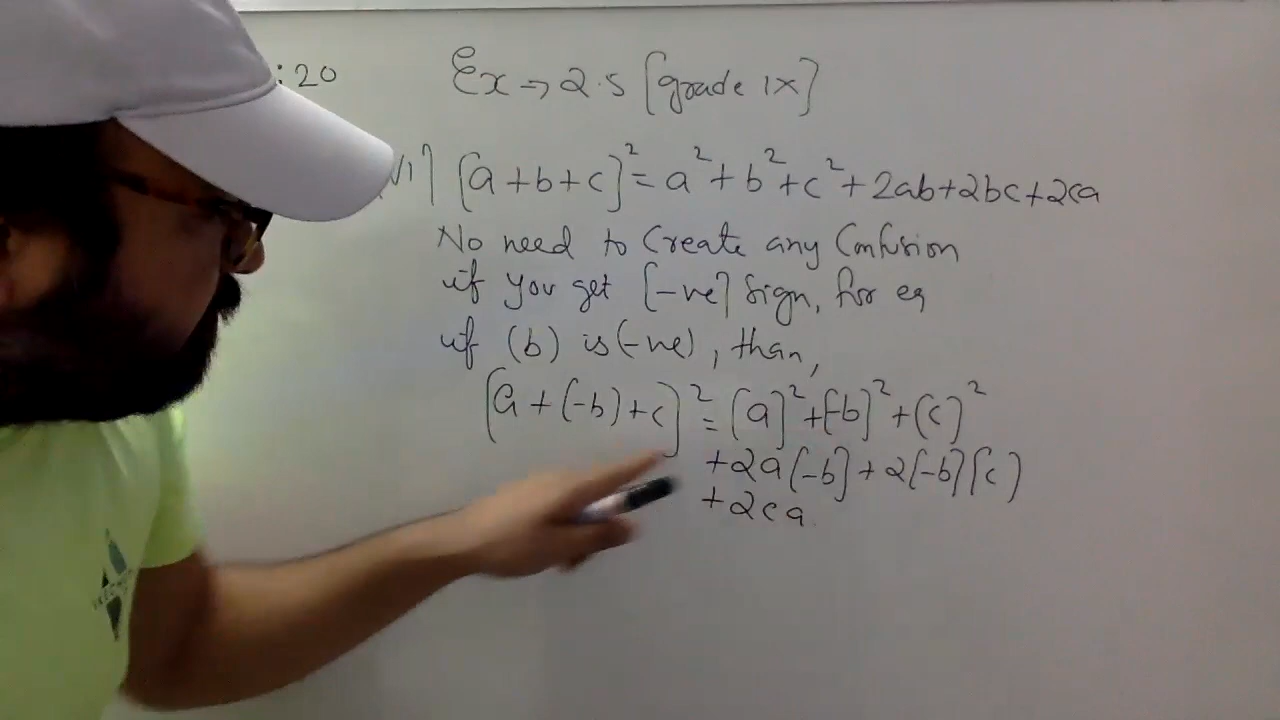 :20
Ex → 2.5 [grade IX]
VI] [a+b+c]²= a²+b²+c²+2ab+2bc+2ca
No need to Create any Confusion
if you get [-ve] Sign, for eg
if (b) is (-ve), than,
[a+(-b)+c]² = [a]²+[-b]²+(c)²
+2a[-b]+2[-b][c)
+2ca